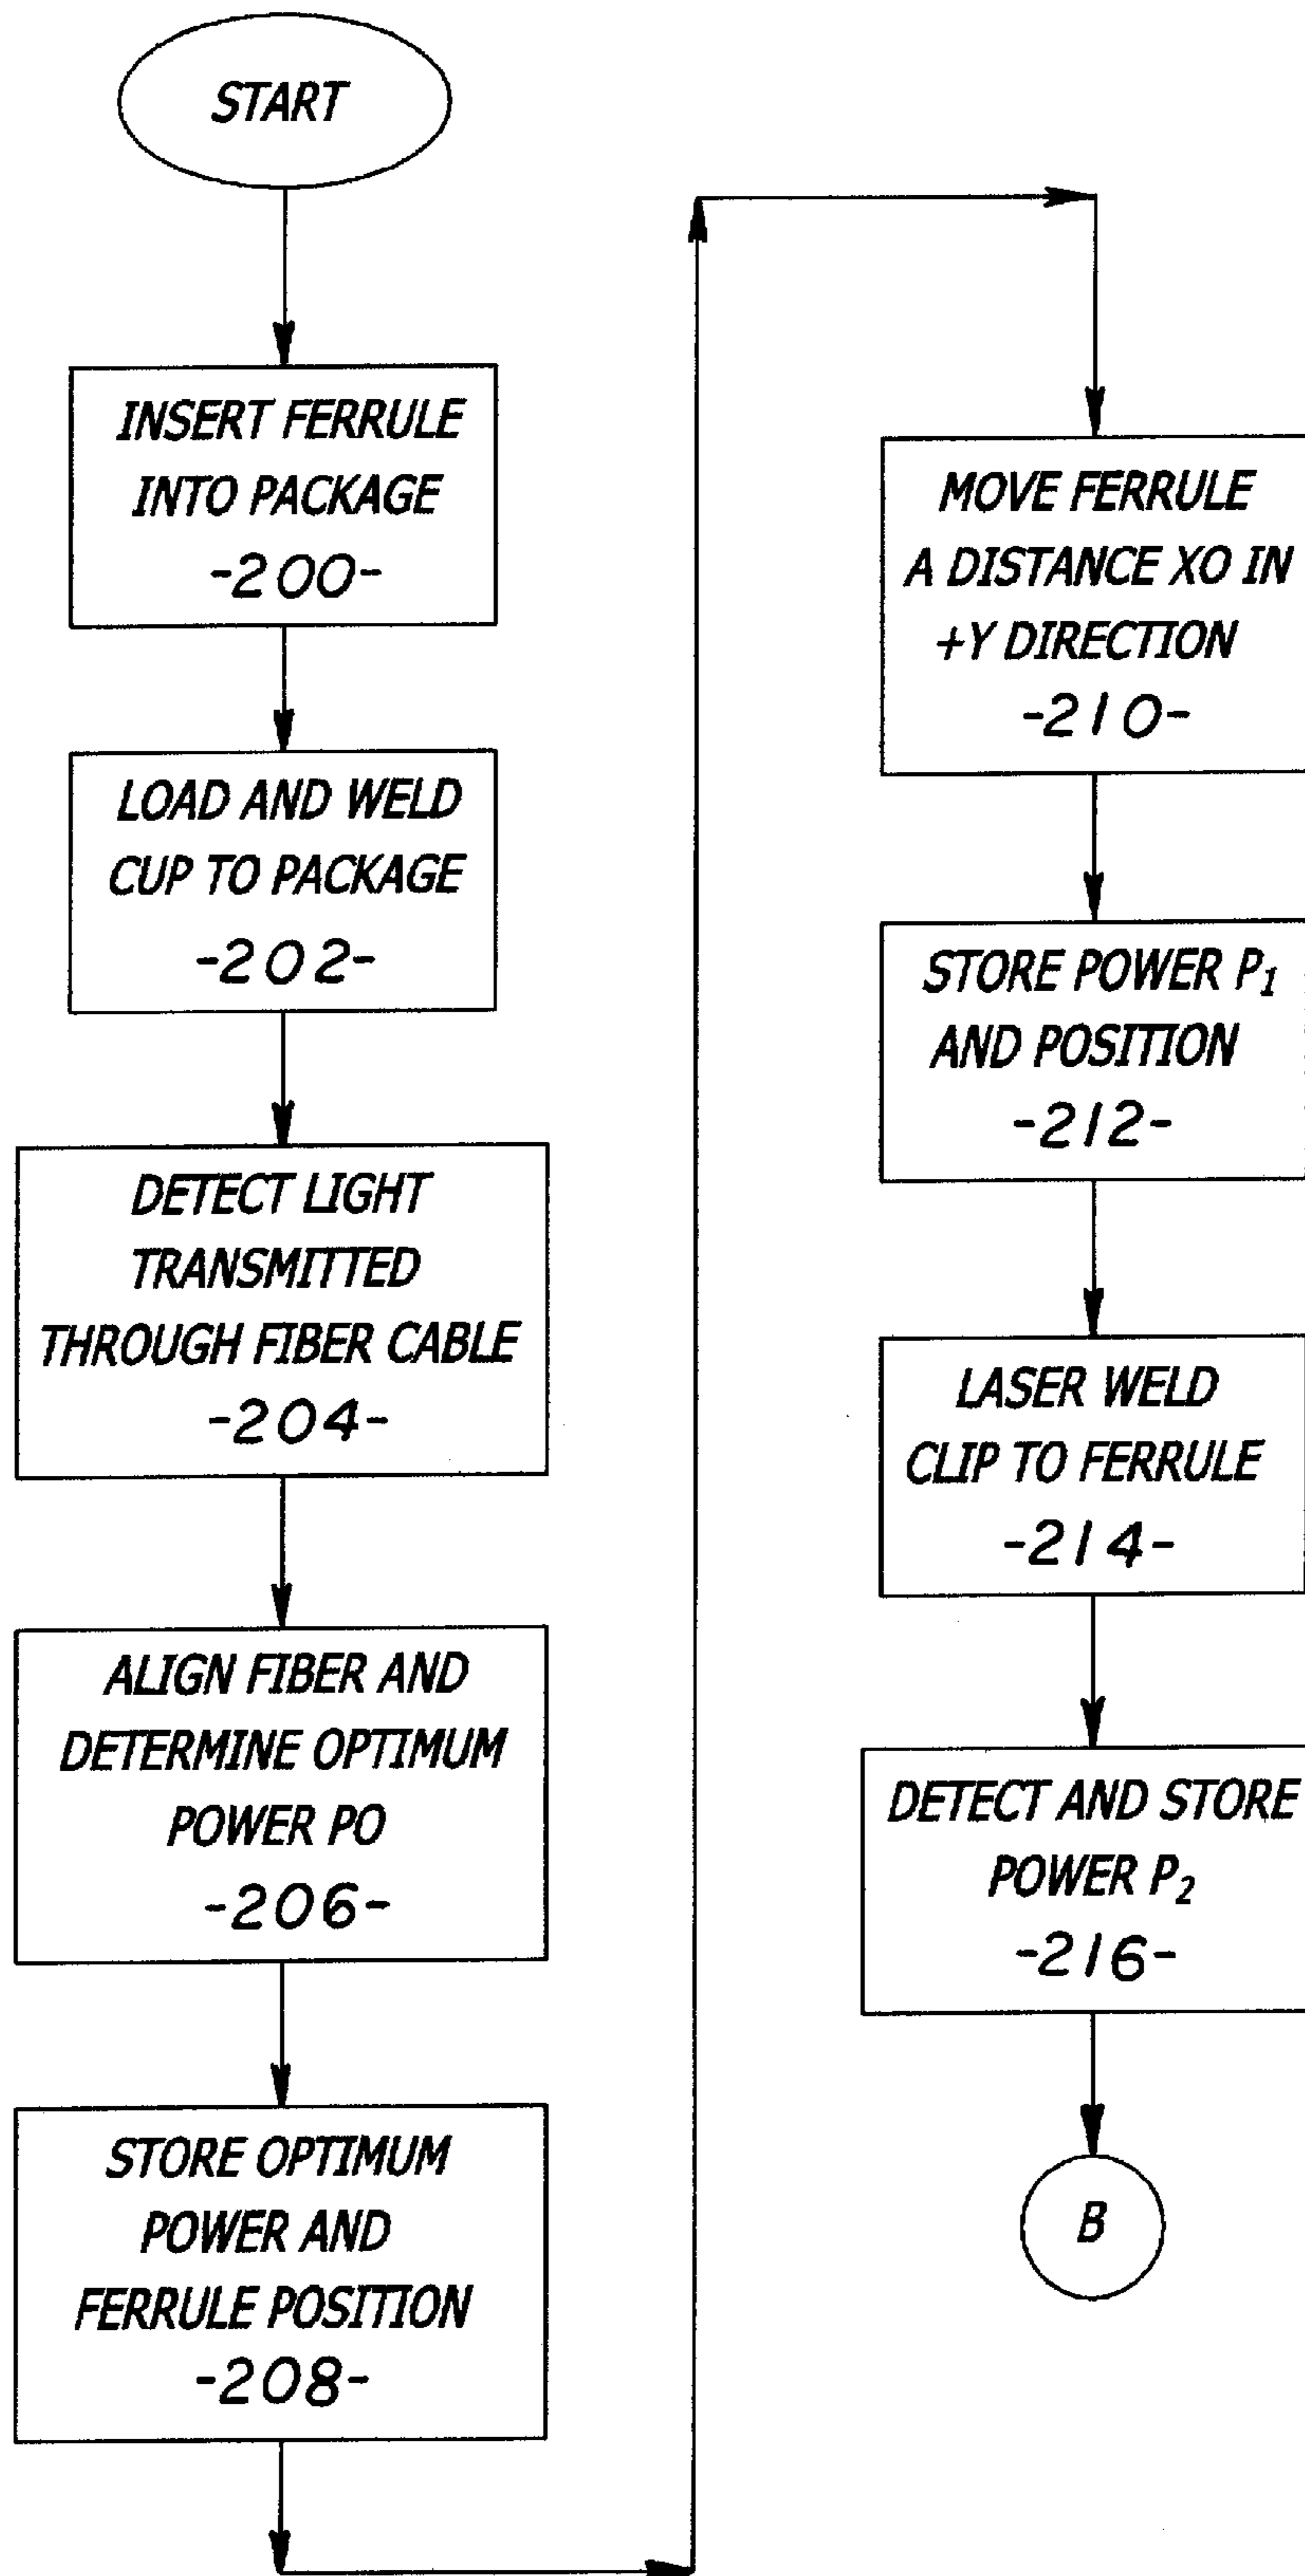 START
INSERT FERRULE
INTO PACKAGE
-200-
LOAD AND WELD
CUP TO PACKAGE
-202-
DETECT LIGHT
TRANSMITTED
THROUGH FIBER CABLE
-204-
ALIGN FIBER AND
DETERMINE OPTIMUM
POWER PO
-206-
STORE OPTIMUM
POWER AND
FERRULE POSITION
-208-
MOVE FERRULE
A DISTANCE XO IN
+Y DIRECTION
-210-
STORE POWER P₁
AND POSITION
-212-
LASER WELD
CLIP TO FERRULE
-214-
DETECT AND STORE
POWER P₂
-216-
B